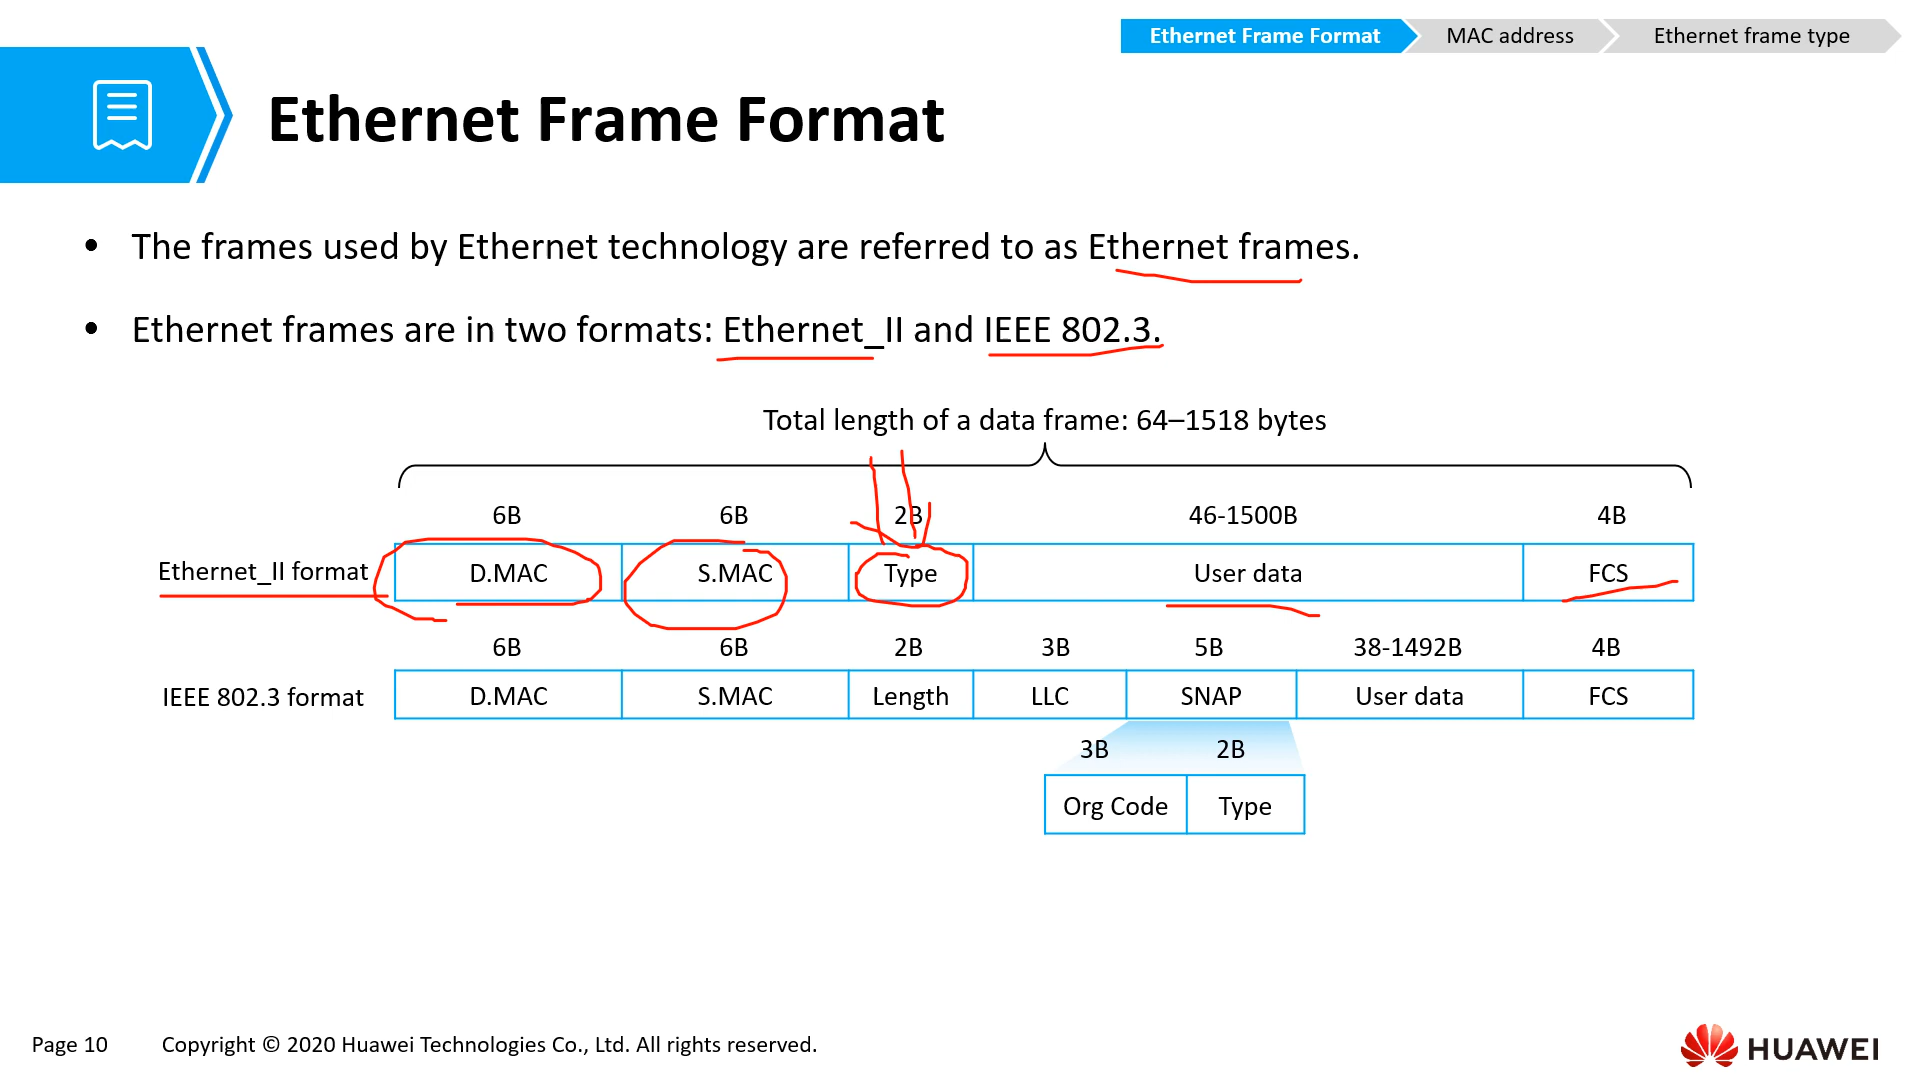 Ethernet Frame Format
MAC address
Ethernet frame type
Ethernet Frame Format
• The frames used by Ethernet technology are referred to as Ethernet frames.
• Ethernet frames are in two formats: Ethernet_II and IEEE 802.3.
Total length of a data frame: 64–1518 bytes
6B 6B 2B 46-1500B 4B
Ethernet_II format D.MAC S.MAC Type User data FCS
6B 6B 2B 3B 5B 38-1492B 4B
IEEE 802.3 format D.MAC S.MAC Length LLC SNAP User data FCS
3B 2B
Org Code Type
Page 10 Copyright © 2020 Huawei Technologies Co., Ltd. All rights reserved.
HUAWEI